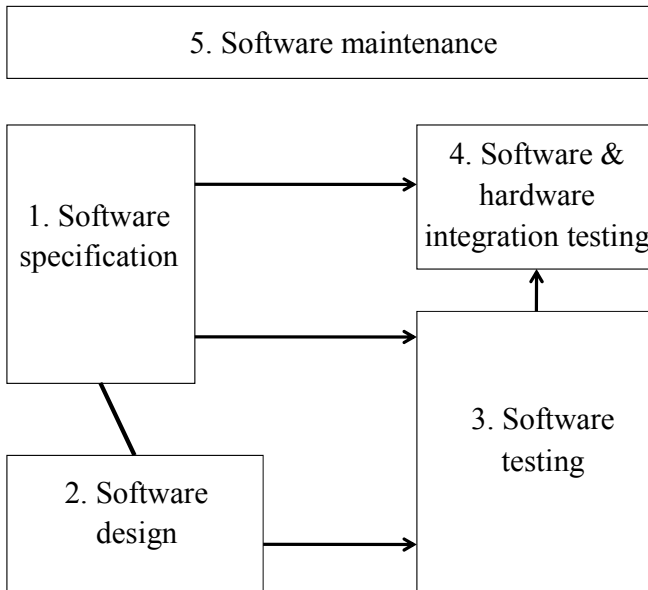 5. Software maintenance
1. Software
specification
4. Software &
hardware
integration testing
2. Software
design
3. Software
testing